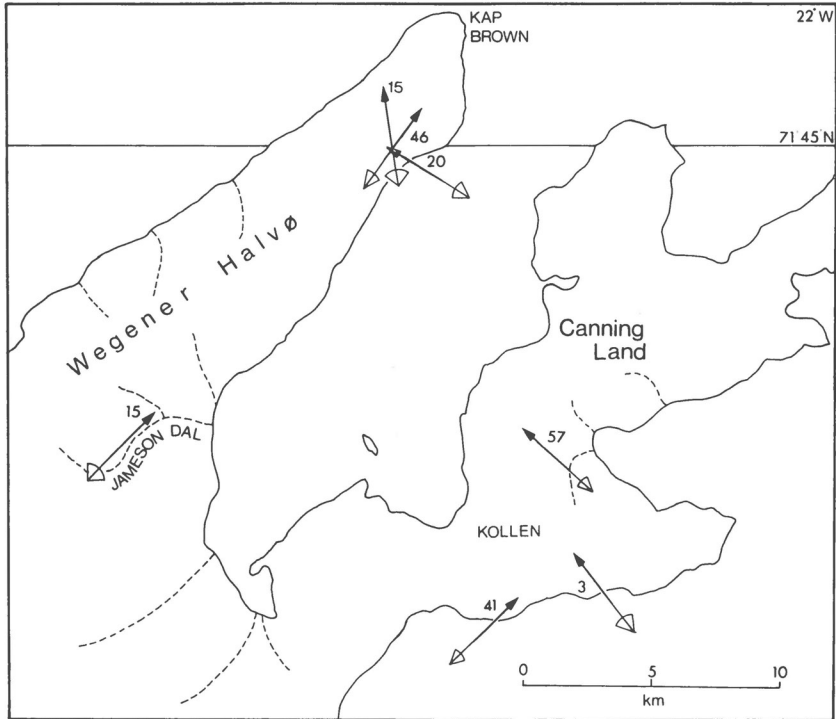 KAP
BROWN
22°W
15
46
71°45'N
20
Wegener Halvø
Canning
Land
15
JAMESON DAL
57
KOLLEN
3
41
0 5 10
km